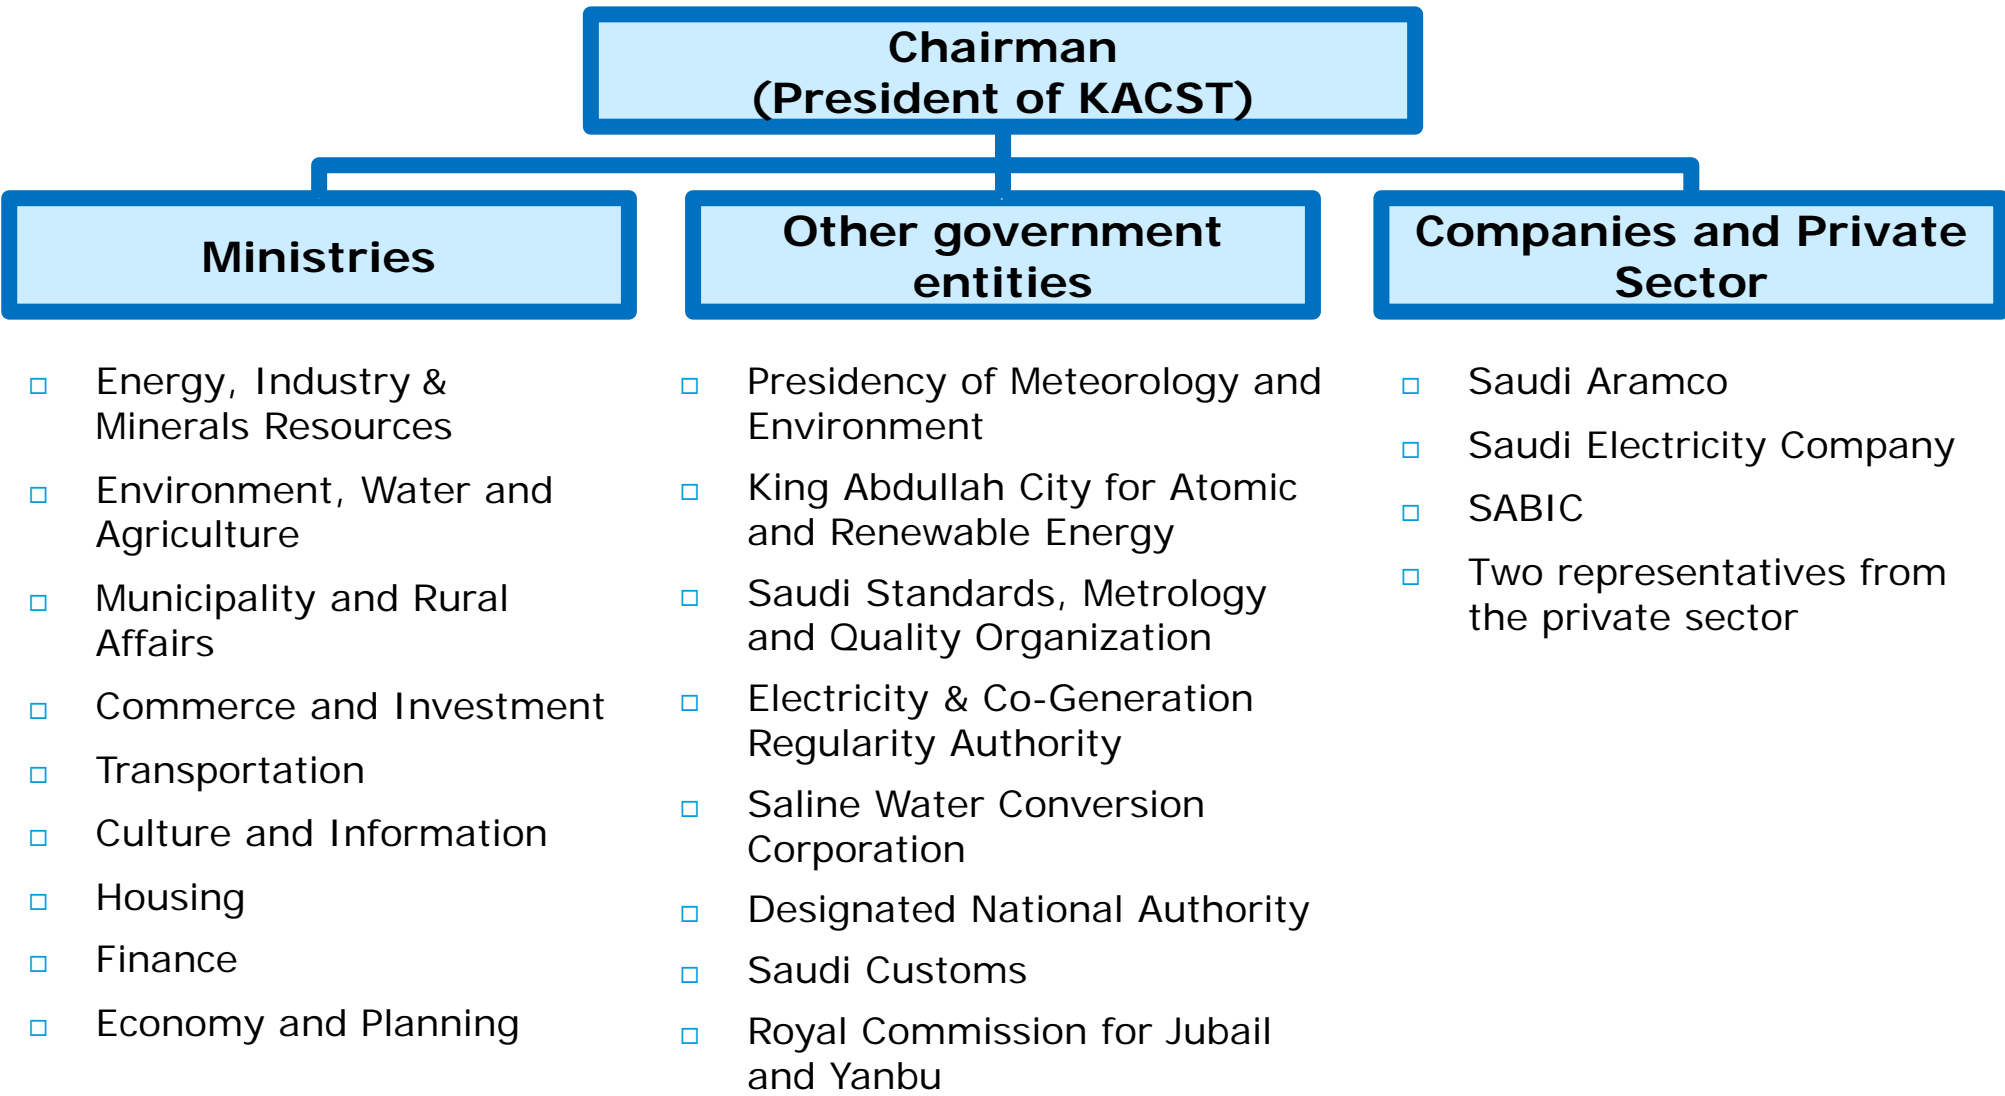 Chairman
(President of KACST)
Ministries
Energy, Industry &
Minerals Resources
Environment, Water and
Agriculture
Municipality and Rural
Affairs
Commerce and Investment
Transportation
Culture and Information
Housing
Finance
Economy and Planning
Other government
entities
Presidency of Meteorology and
Environment
King Abdullah City for Atomic
and Renewable Energy
Saudi Standards, Metrology
and Quality Organization
Electricity & Co-Generation
Regularity Authority
Saline Water Conversion
Corporation
Designated National Authority
Saudi Customs
Royal Commission for Jubail
and Yanbu
Companies and Private
Sector
Saudi Aramco
Saudi Electricity Company
SABIC
Two representatives from
the private sector